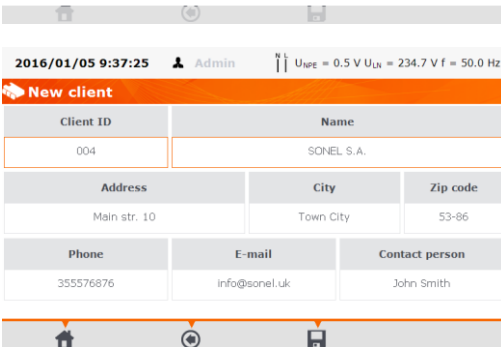 2016/01/05 9:37:25 Admin N L UNPE = 0.5 V ULN = 234.7 V f = 50.0 Hz
New client
Client ID Name
004 SONEL S.A.
Address City Zip code
Main str. 10 Town City 53-86
Phone E-mail Contact person
355576876 info@sonel.uk John Smith